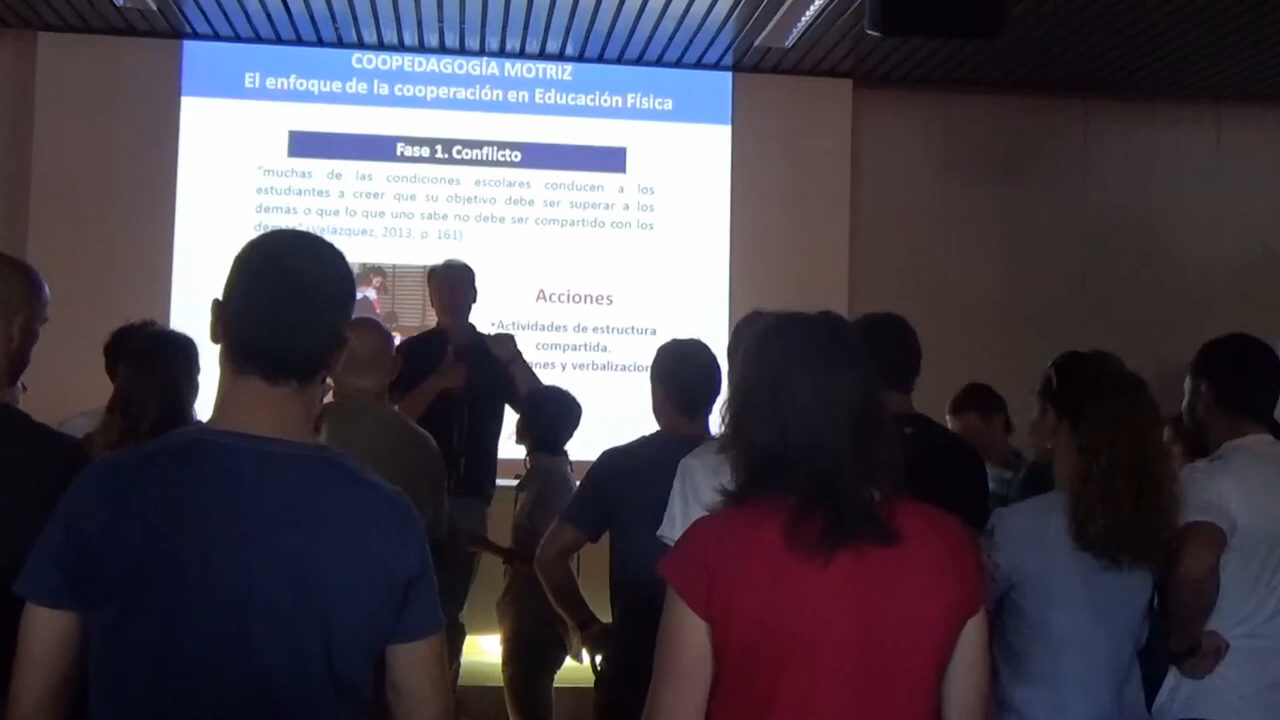 COOPEDAGOGÍA MOTRIZ
El enfoque de la cooperación en Educación Física
Fase 1. Conflicto
"muchas de las condiciones escolares conducen a los
estudiantes a creer que su objetivo debe ser superar a los
demás o que lo que uno sabe no debe ser compartido con los
(Velázquez, 2013, p. 161)
Acciones
•Actividades de estructura
compartida.
y verbalizacion